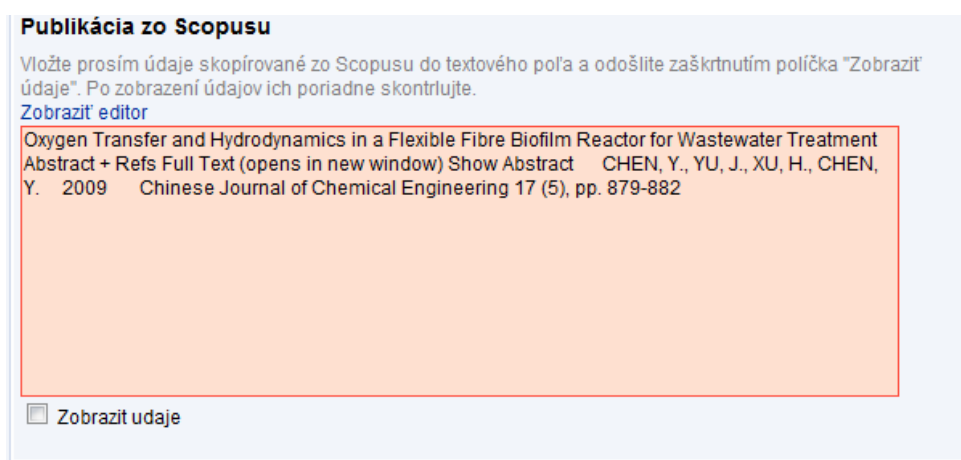 Publikácia zo Scopusu
Vložte prosím údaje skopírované zo Scopusu do textového poľa a odošlite zaškrtnutím políčka "Zobraziť
údaje". Po zobrazení údajov ich poriadne skontrlujte.
Zobraziť editor
Oxygen Transfer and Hydrodynamics in a Flexible Fibre Biofilm Reactor for Wastewater Treatment
Abstract + Refs Full Text (opens in new window) Show Abstract CHEN, Y., YU, J., XU, H., CHEN,
Y. 2009 Chinese Journal of Chemical Engineering 17 (5), pp. 879-882
Zobrazit udaje